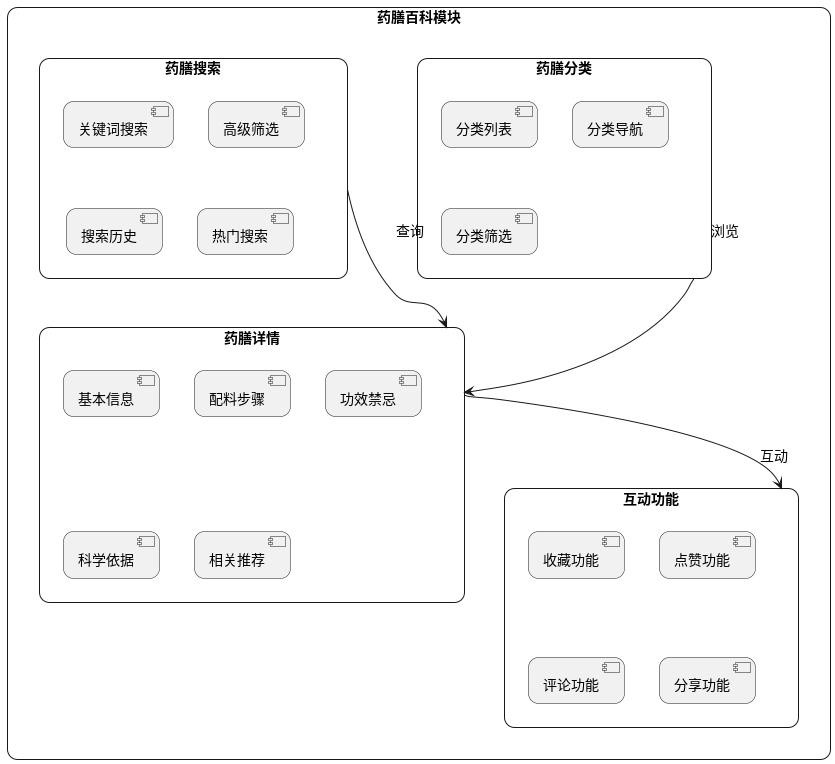 药膳百科模块
药膳搜索
关键词搜索
高级筛选
搜索历史
热门搜索
药膳分类
分类列表
分类导航
分类筛选
查询
浏览
药膳详情
基本信息
配料步骤
功效禁忌
科学依据
相关推荐
互动
互动功能
收藏功能
点赞功能
评论功能
分享功能